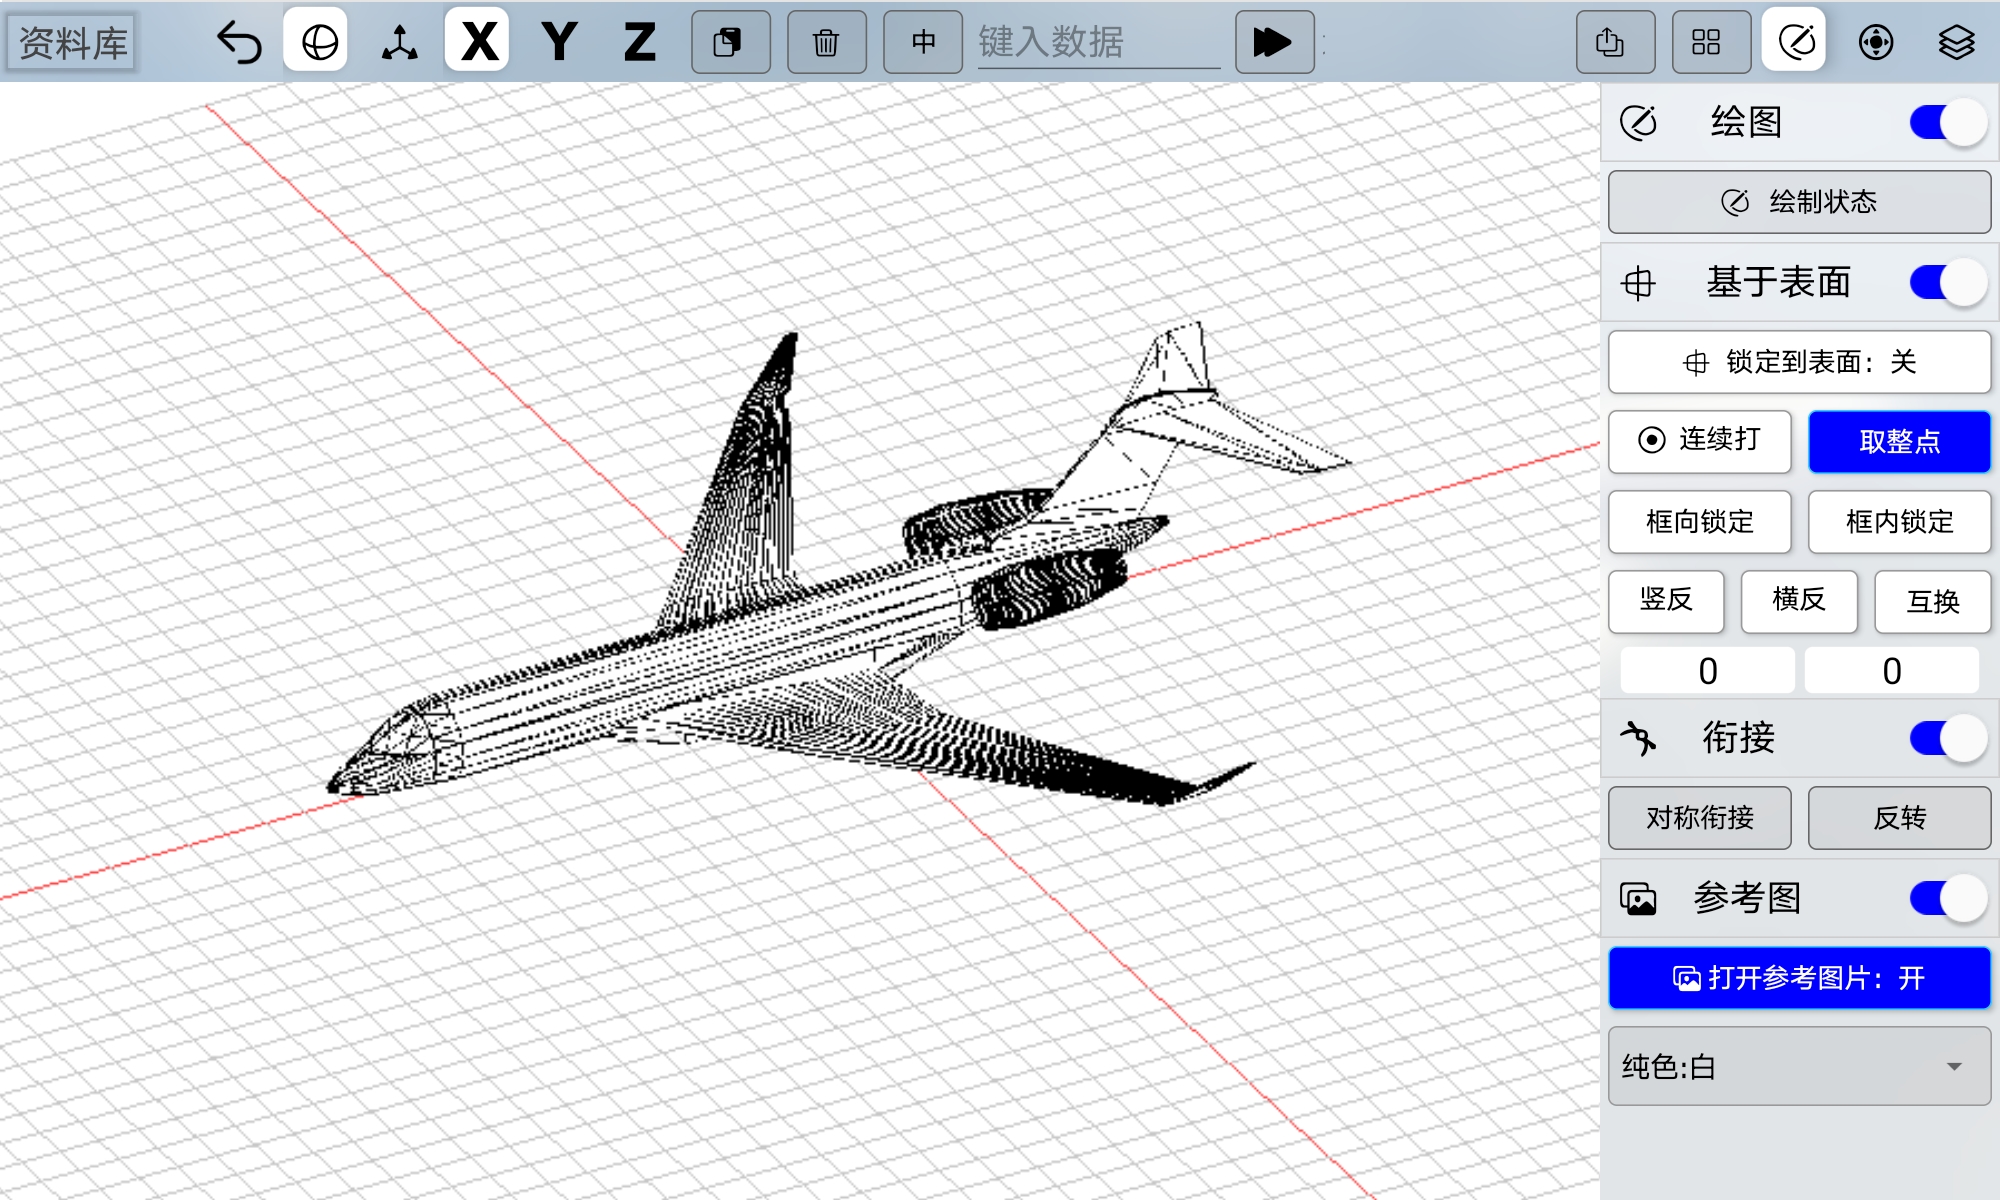 资料库 X Y Z 中 键入数据 :
绘图
绘制状态
基于表面
锁定到表面：关
连续打 取整点
框向锁定 框内锁定
竖反 横反 互换
0 0
衔接
对称衔接 反转
参考图
打开参考图片：开
纯色:白